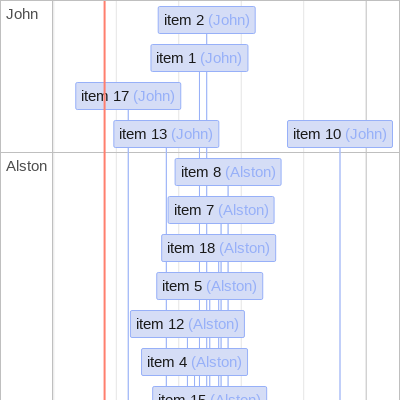 John
item 2 (John)
item 1 (John)
item 17 (John)
item 13 (John)
item 10 (John)
Alston
item 8 (Alston)
item 7 (Alston)
item 18 (Alston)
item 5 (Alston)
item 12 (Alston)
item 4 (Alston)
item 15 (Alston)